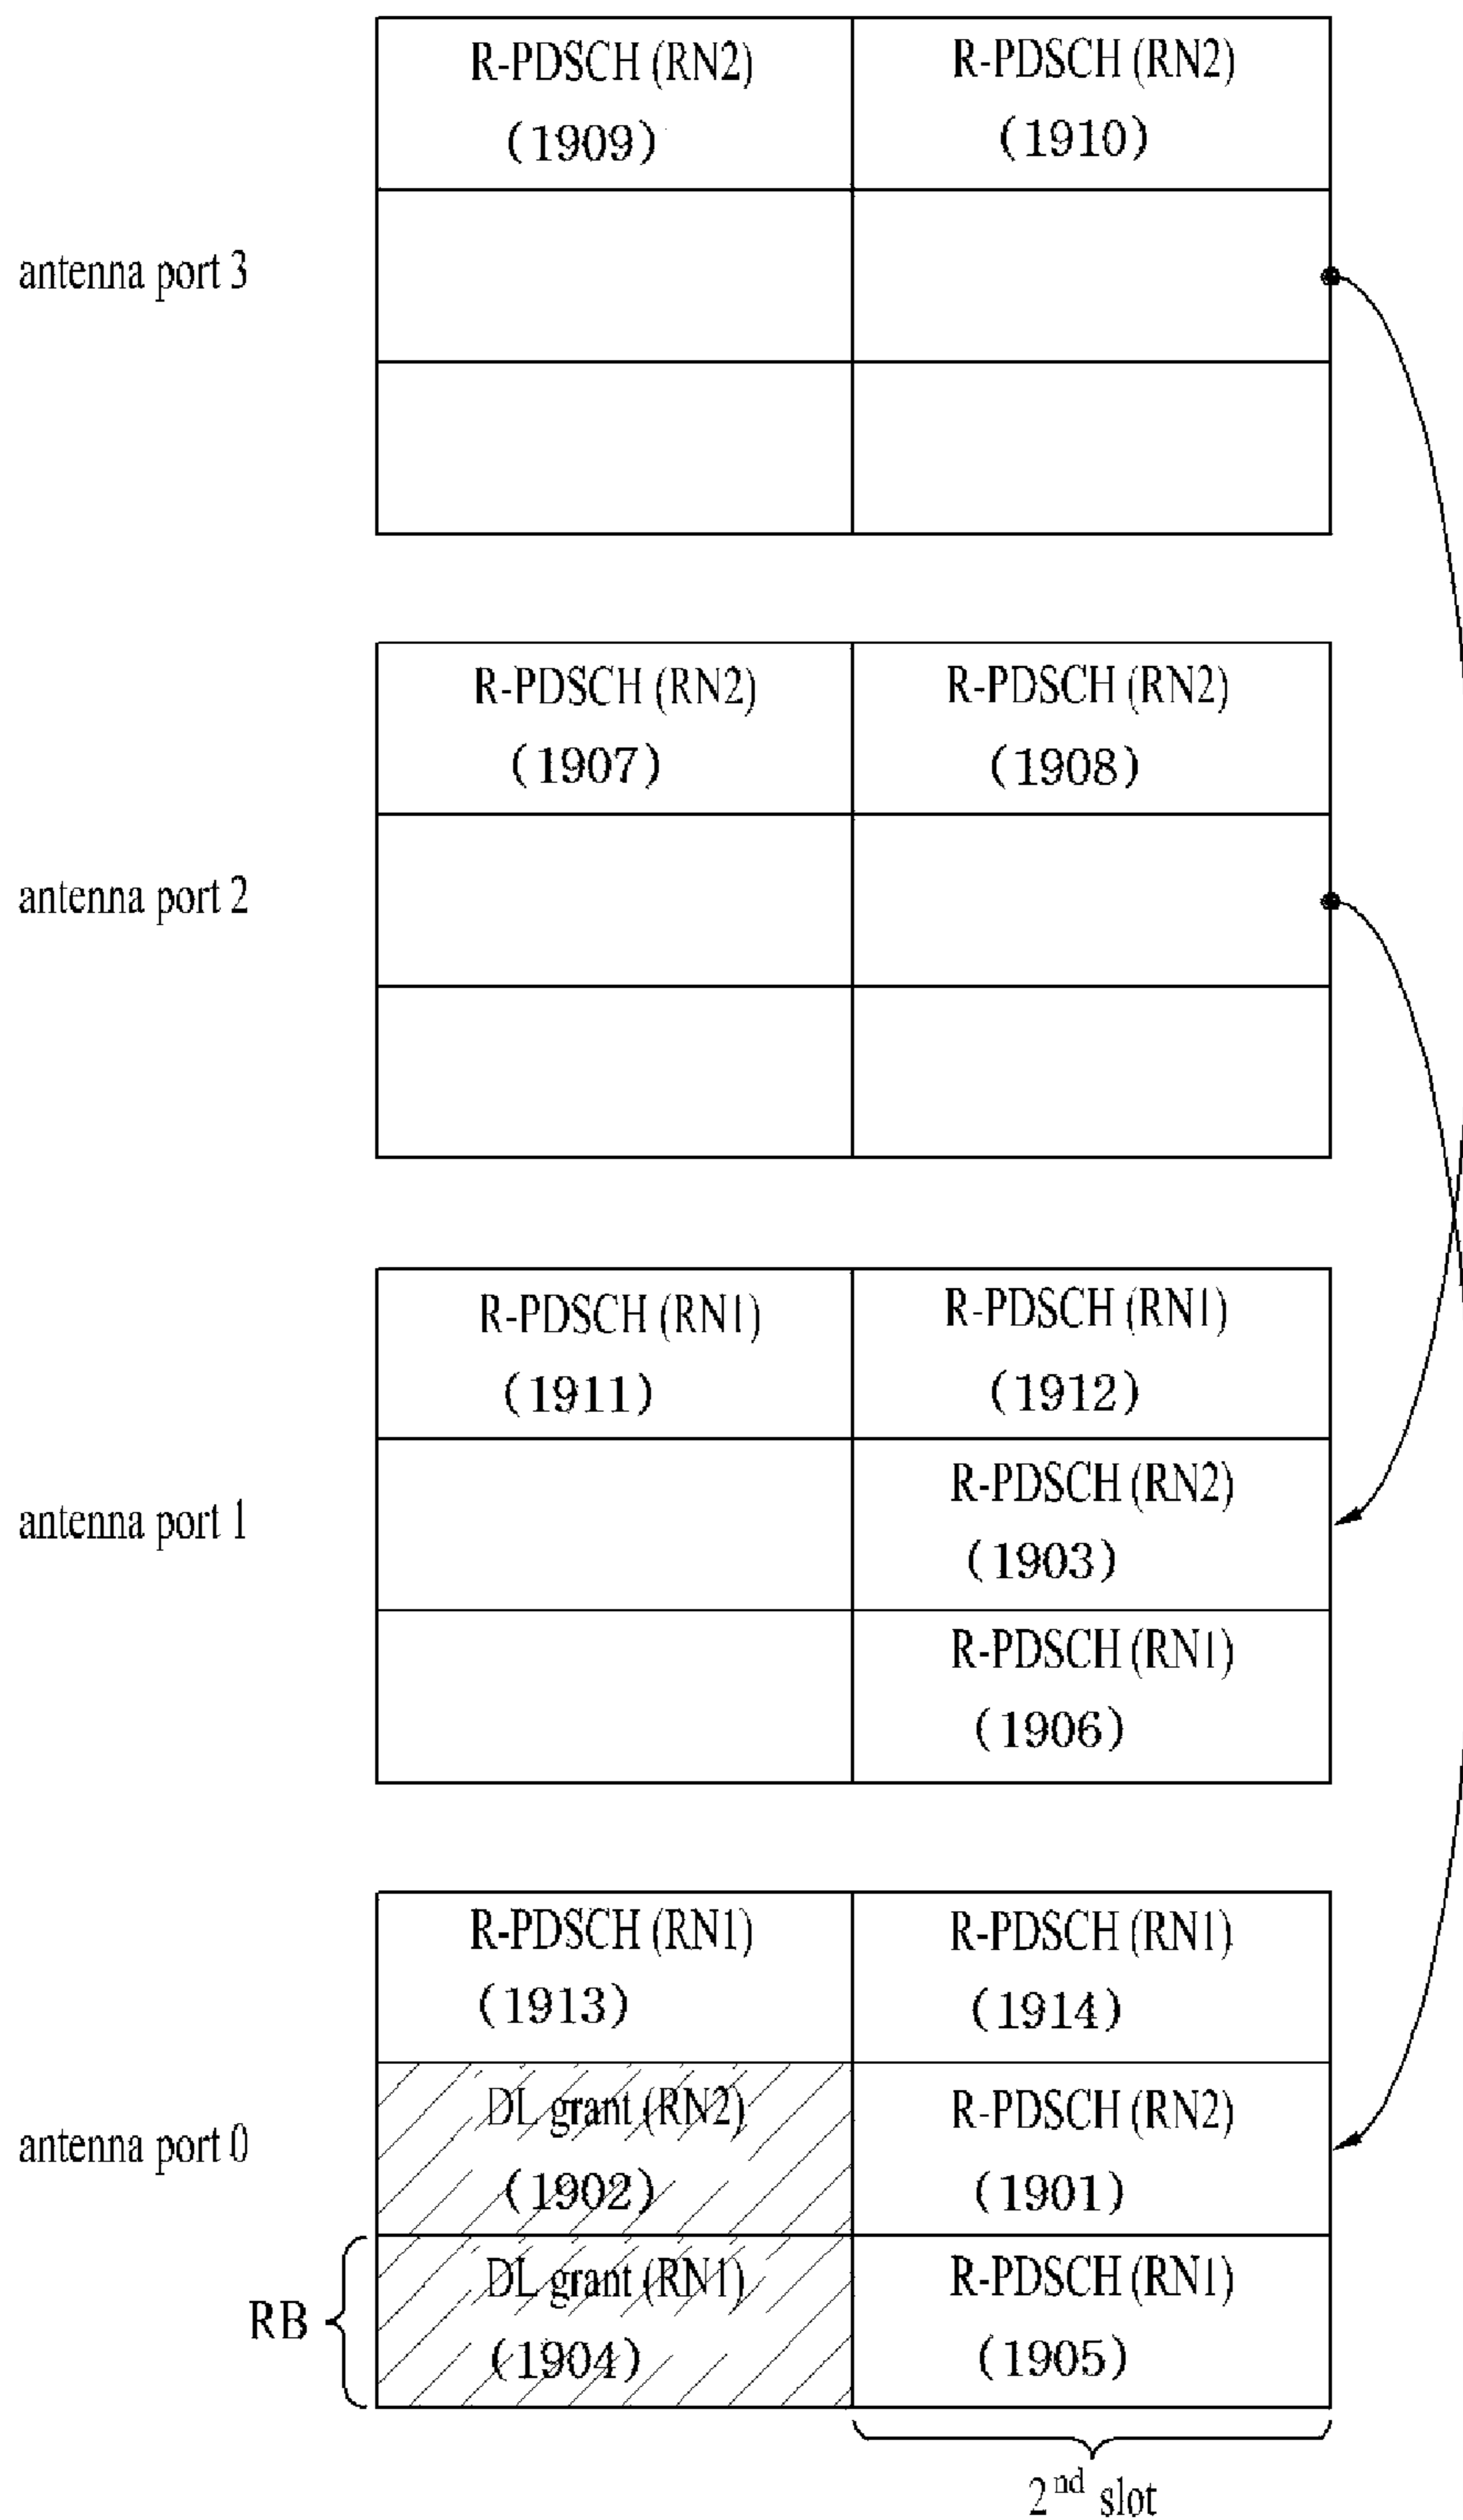 R-PDSCH (RN2) R-PDSCH (RN2)
(1909) (1910)
antenna port 3
R-PDSCH (RN2) R-PDSCH (RN2)
(1907) (1908)
antenna port 2
R-PDSCH (RN1) R-PDSCH (RN1)
(1911) (1912)
R-PDSCH (RN2)
antenna port 1
(1903)
R-PDSCH (RN1)
(1906)
R-PDSCH (RN1) R-PDSCH (RN1)
(1913) (1914)
DL grant (RN2) R-PDSCH (RN2)
antenna port 0
(1902) (1901)
DL grant (RN1) R-PDSCH (RN1)
RB
(1904) (1905)
2nd slot